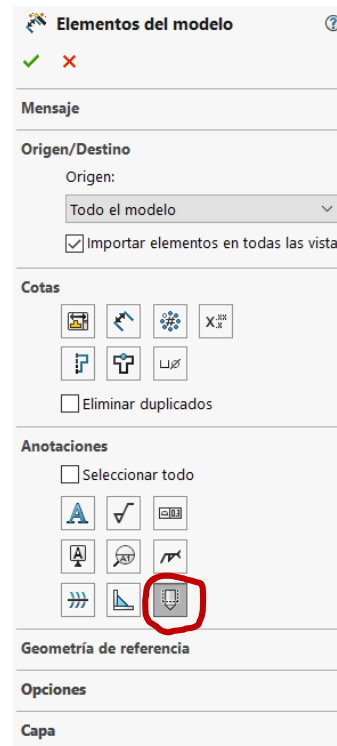 Elementos del modelo
Mensaje
Origen/Destino
Origen:
Todo el modelo
Importar elementos en todas las vista
Cotas
Eliminar duplicados
Anotaciones
Seleccionar todo
A
A
A1
Geometría de referencia
Opciones
Capa